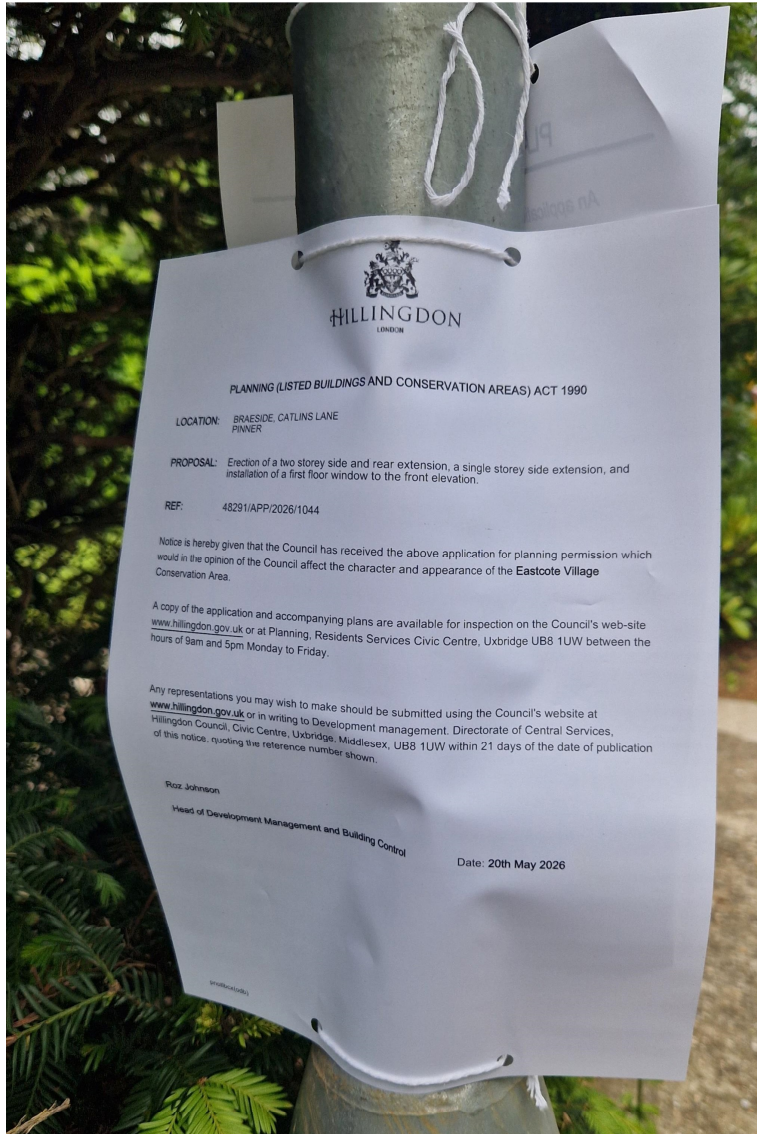 PL
An applic
HILLINGDON
LONDON
PLANNING (LISTED BUILDINGS AND CONSERVATION AREAS) ACT 1990
LOCATION: BRAESIDE, CATLINS LANE
PINNER
PROPOSAL: Erection of a two storey side and rear extension, a single storey side extension, and
installation of a first floor window to the front elevation.
REF: 48291/APP/2026/1044
Notice is hereby given that the Council has received the above application for planning permission which
would in the opinion of the Council affect the character and appearance of the Eastcote Village
Conservation Area.
A copy of the application and accompanying plans are available for inspection on the Council's web-site
www.hillingdon.gov.uk or at Planning, Residents Services Civic Centre, Uxbridge UB8 1UW between the
hours of 9am and 5pm Monday to Friday.
Any representations you may wish to make should be submitted using the Council's website at
www.hillingdon.gov.uk or in writing to Development management. Directorate of Central Services,
Hillingdon Council, Civic Centre, Uxbridge, Middlesex, UB8 1UW within 21 days of the date of publication
of this notice, quoting the reference number shown.
Roz Johnson
Head of Development Management and Building Control
Date: 20th May 2026